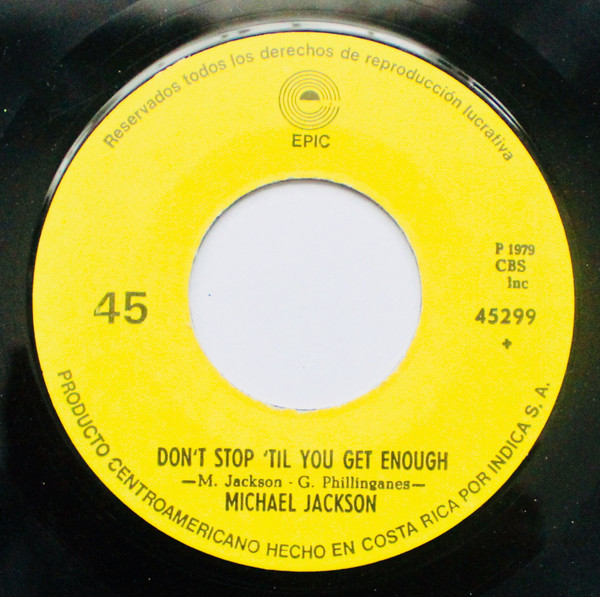 Reservados todos los derechos de reproducción lucrativa
EPIC
P 1979
CBS
Inc
45
45299
+
DON'T STOP 'TIL YOU GET ENOUGH
—M. Jackson - G. Phillinganes—
MICHAEL JACKSON
PRODUCTO CENTROAMERICANO HECHO EN COSTA RICA POR INDICA S. A.